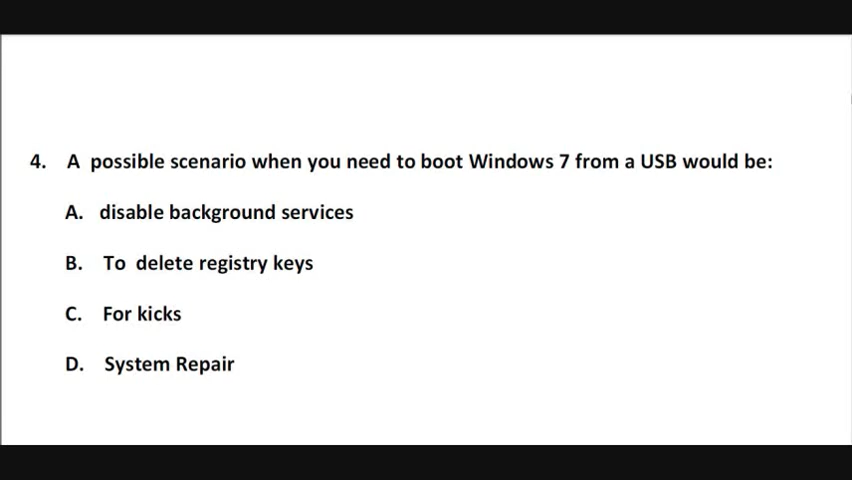 4. A possible scenario when you need to boot Windows 7 from a USB would be:
A. disable background services
B. To delete registry keys
C. For kicks
D. System Repair